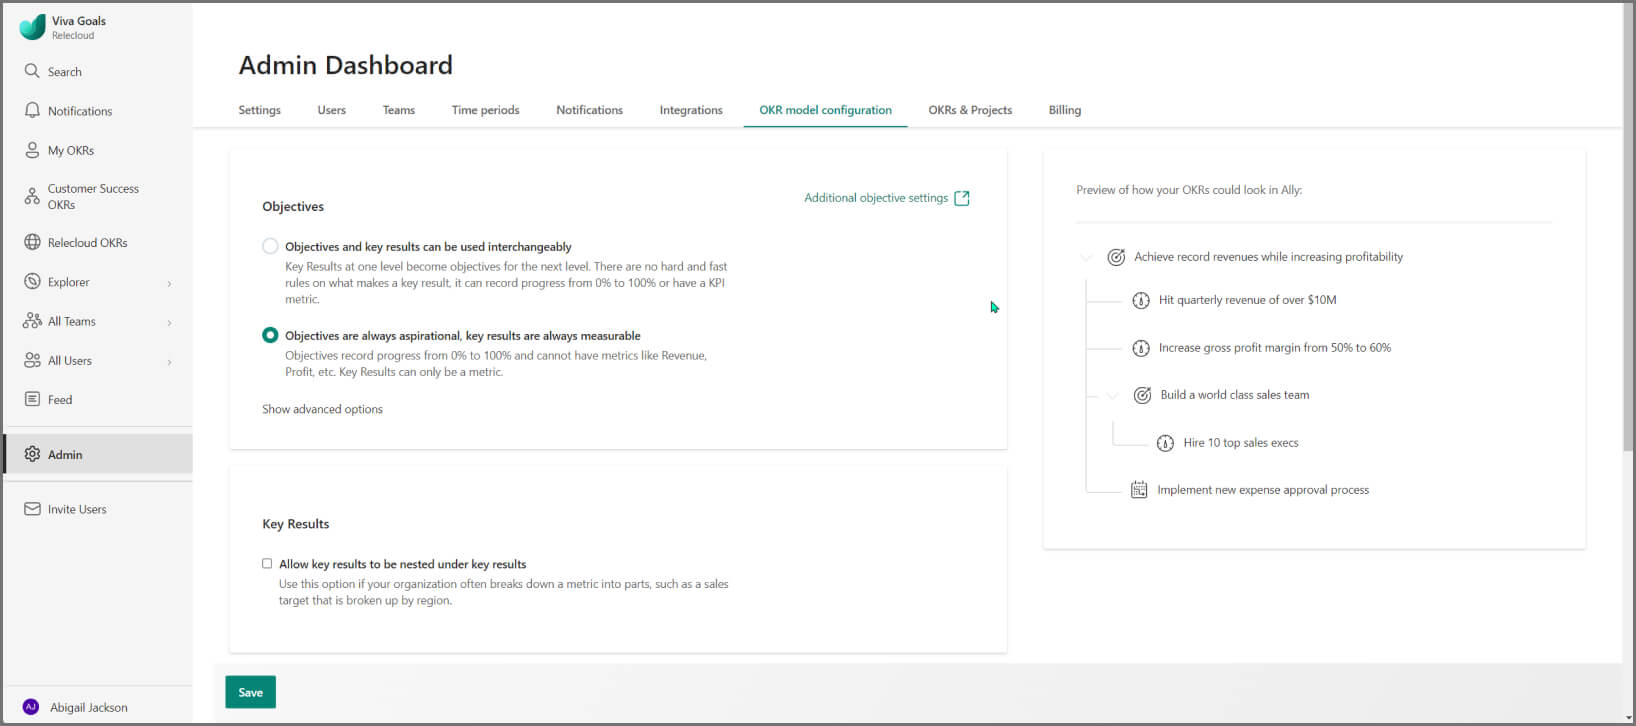 Viva Goals
Relecloud
Search
Notifications
My OKRs
Customer Success
OKRs
Relecloud OKRs
Explorer
All Teams
All Users
Feed
Admin
Invite Users
AJ Abigail Jackson
Admin Dashboard
Settings Users Teams Time periods Notifications Integrations OKR model configuration OKRs & Projects Billing
Additional objective settings
Objectives
Objectives and key results can be used interchangeably
Key Results at one level become objectives for the next level. There are no hard and fast
rules on what makes a key result, it can record progress from 0% to 100% or have a KPI
metric.
Objectives are always aspirational, key results are always measurable
Objectives record progress from 0% to 100% and cannot have metrics like Revenue,
Profit, etc. Key Results can only be a metric.
Show advanced options
Key Results
Allow key results to be nested under key results
Use this option if your organization often breaks down a metric into parts, such as a sales
target that is broken up by region.
Save
Preview of how your OKRs could look in Ally:
Achieve record revenues while increasing profitability
Hit quarterly revenue of over $10M
Increase gross profit margin from 50% to 60%
Build a world class sales team
Hire 10 top sales execs
Implement new expense approval process